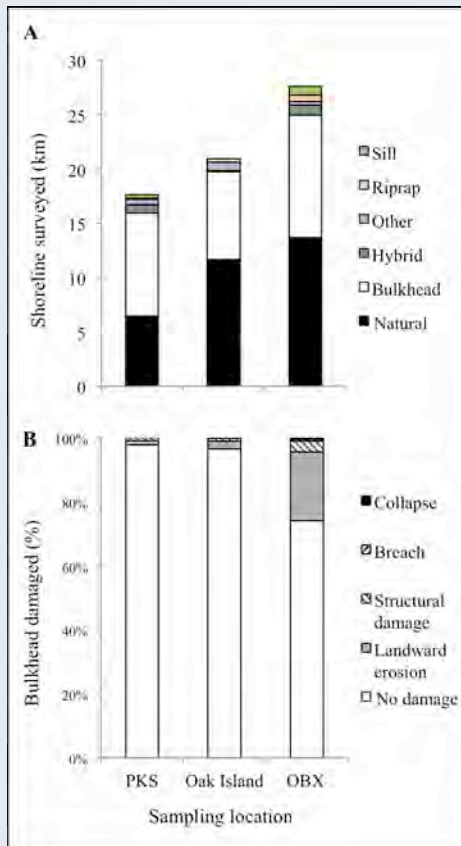 A
Shoreline surveyed (km)
30
25
20
15
10
5
0
Sill
Riprap
Other
Hybrid
Bulkhead
Natural
B
Bulkhead damaged (%)
100%
80%
60%
40%
20%
0%
Collapse
Breach
Structural
damage
Landward
erosion
No damage
PKS Oak Island OBX
Sampling location